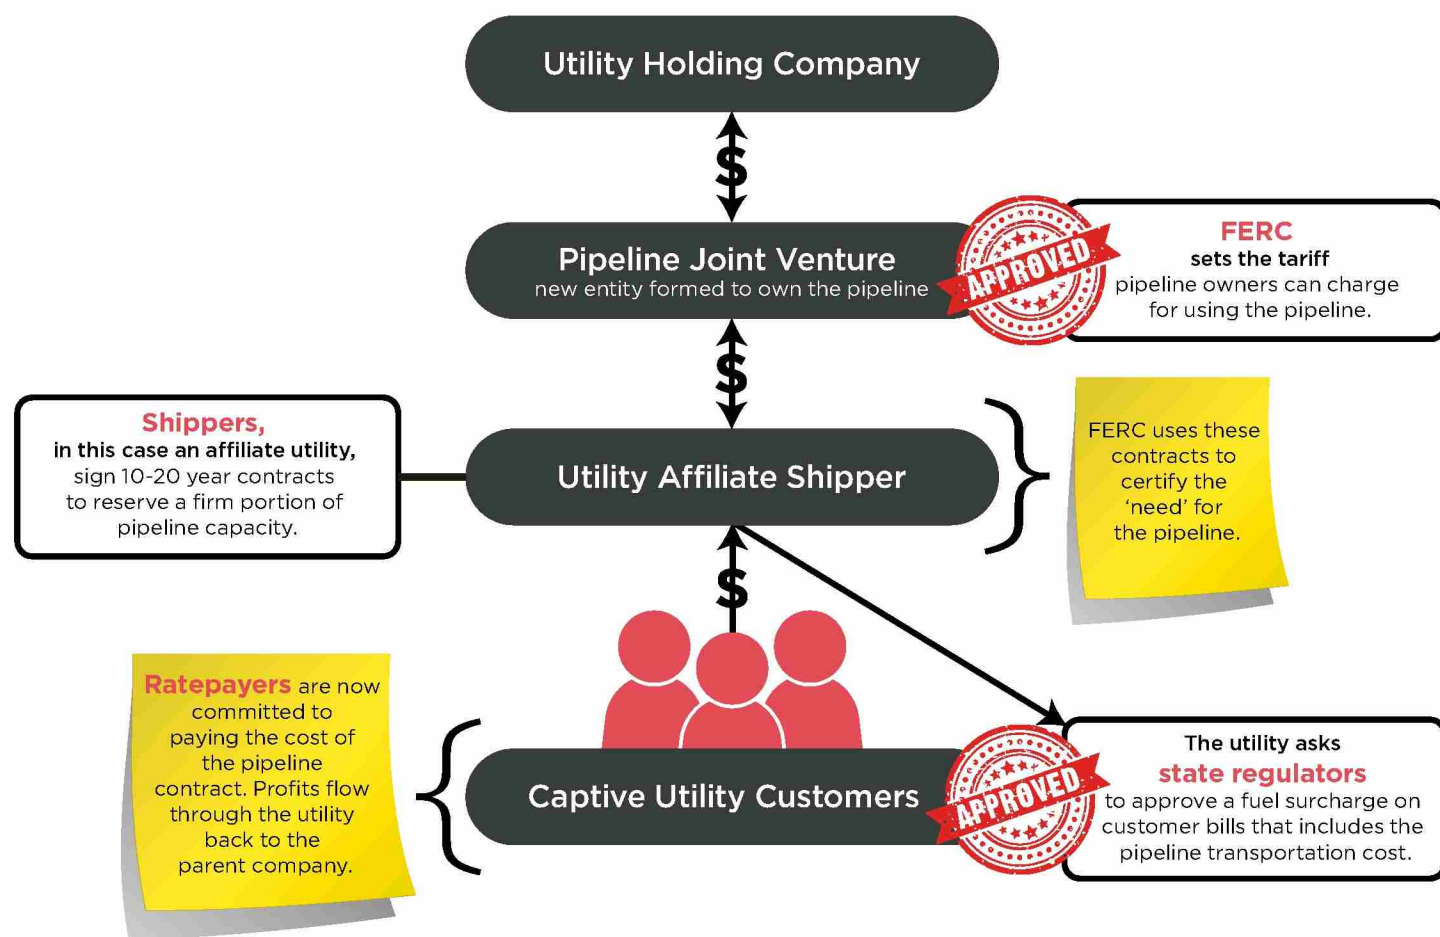 Utility Holding Company
$
Pipeline Joint Venture
new entity formed to own the pipeline
APPROVED
FERC
sets the tariff
pipeline owners can charge
for using the pipeline.
$
Shippers,
in this case an affiliate utility,
sign 10-20 year contracts
to reserve a firm portion of
pipeline capacity.
Utility Affiliate Shipper
FERC uses these
contracts to
certify the
‘need’ for
the pipeline.
$
Ratepayers are now
committed to
paying the cost of
the pipeline
contract. Profits flow
through the utility
back to the
parent company.
Captive Utility Customers
APPROVED
The utility asks
state regulators
to approve a fuel surcharge on
customer bills that includes the
pipeline transportation cost.